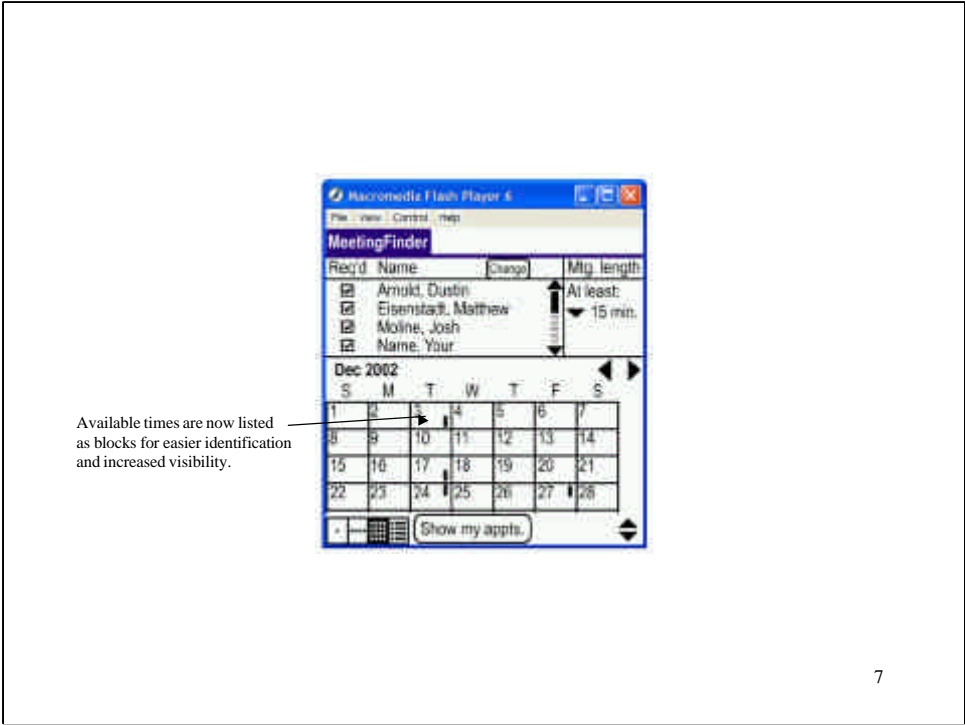 Macromedia Flash Player 6
File View Control Help
MeetingFinder
Req'd Name Change Mtg. length
Arnold, Dustin At least:
Eisenstadt, Matthew 15 min.
Moline, Josh
Name, Your
Dec 2002
S M T W T F S
1 2 3 4 5 6 7
Available times are now listed
as blocks for easier identification
and increased visibility.
8 9 10 11 12 13 14
15 16 17 18 19 20 21
22 23 24 25 26 27 28
Show my appts.
7